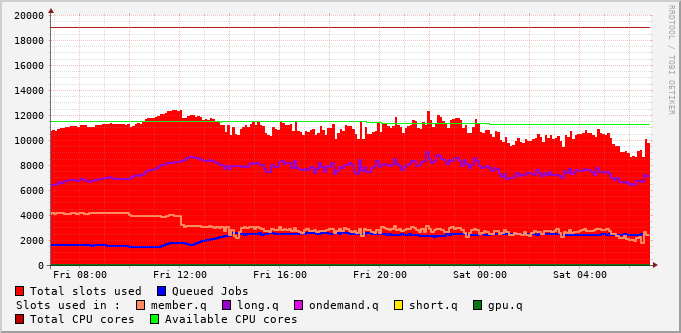 20000
18000
16000
14000
12000
10000
8000
6000
4000
2000
0
Fri 08:00 Fri 12:00 Fri 16:00 Fri 20:00 Sat 00:00 Sat 04:00
Total slots used Queued Jobs
Slots used in : member.q long.q ondemand.q short.q gpu.q
Total CPU cores Available CPU cores
RRDTOOL / TOBI OETIKER